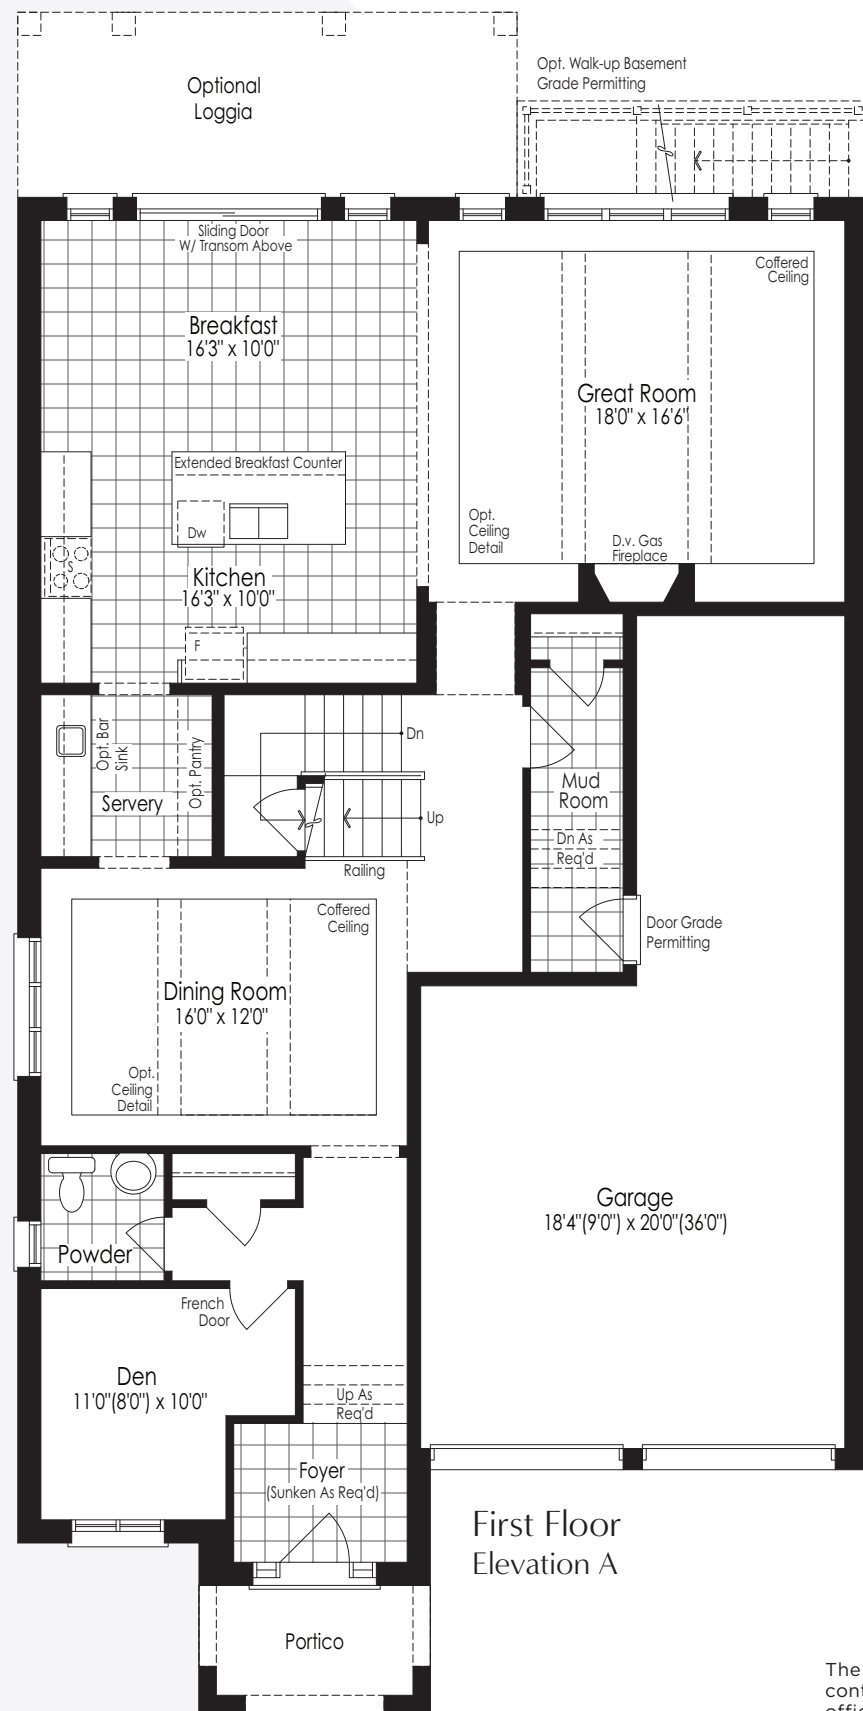 Optional
Loggia
Opt. Walk-up Basement
Grade Permitting
Sliding Door
W/ Transom Above
Coffered
Ceiling
Breakfast
16'3" x 10'0"
Great Room
18'0" x 16'6"
Extended Breakfast Counter
Dw
Opt.
Ceiling
Detail
D.v. Gas
Fireplace
S
Kitchen
16'3" x 10'0"
F
Opt. Bar
Sink
Opt. Pantry
Servery
Dn
Up
Railing
Mud
Room
Dn As
Req'd
Door Grade
Permitting
Coffered
Ceiling
Dining Room
16'0" x 12'0"
Opt.
Ceiling
Detail
Powder
Garage
18'4"(9'0") x 20'0"(36'0")
French
Door
Den
11'0"(8'0") x 10'0"
Up As
Req'd
Foyer
(Sunken As Req'd)
First Floor
Elevation A
Portico
The